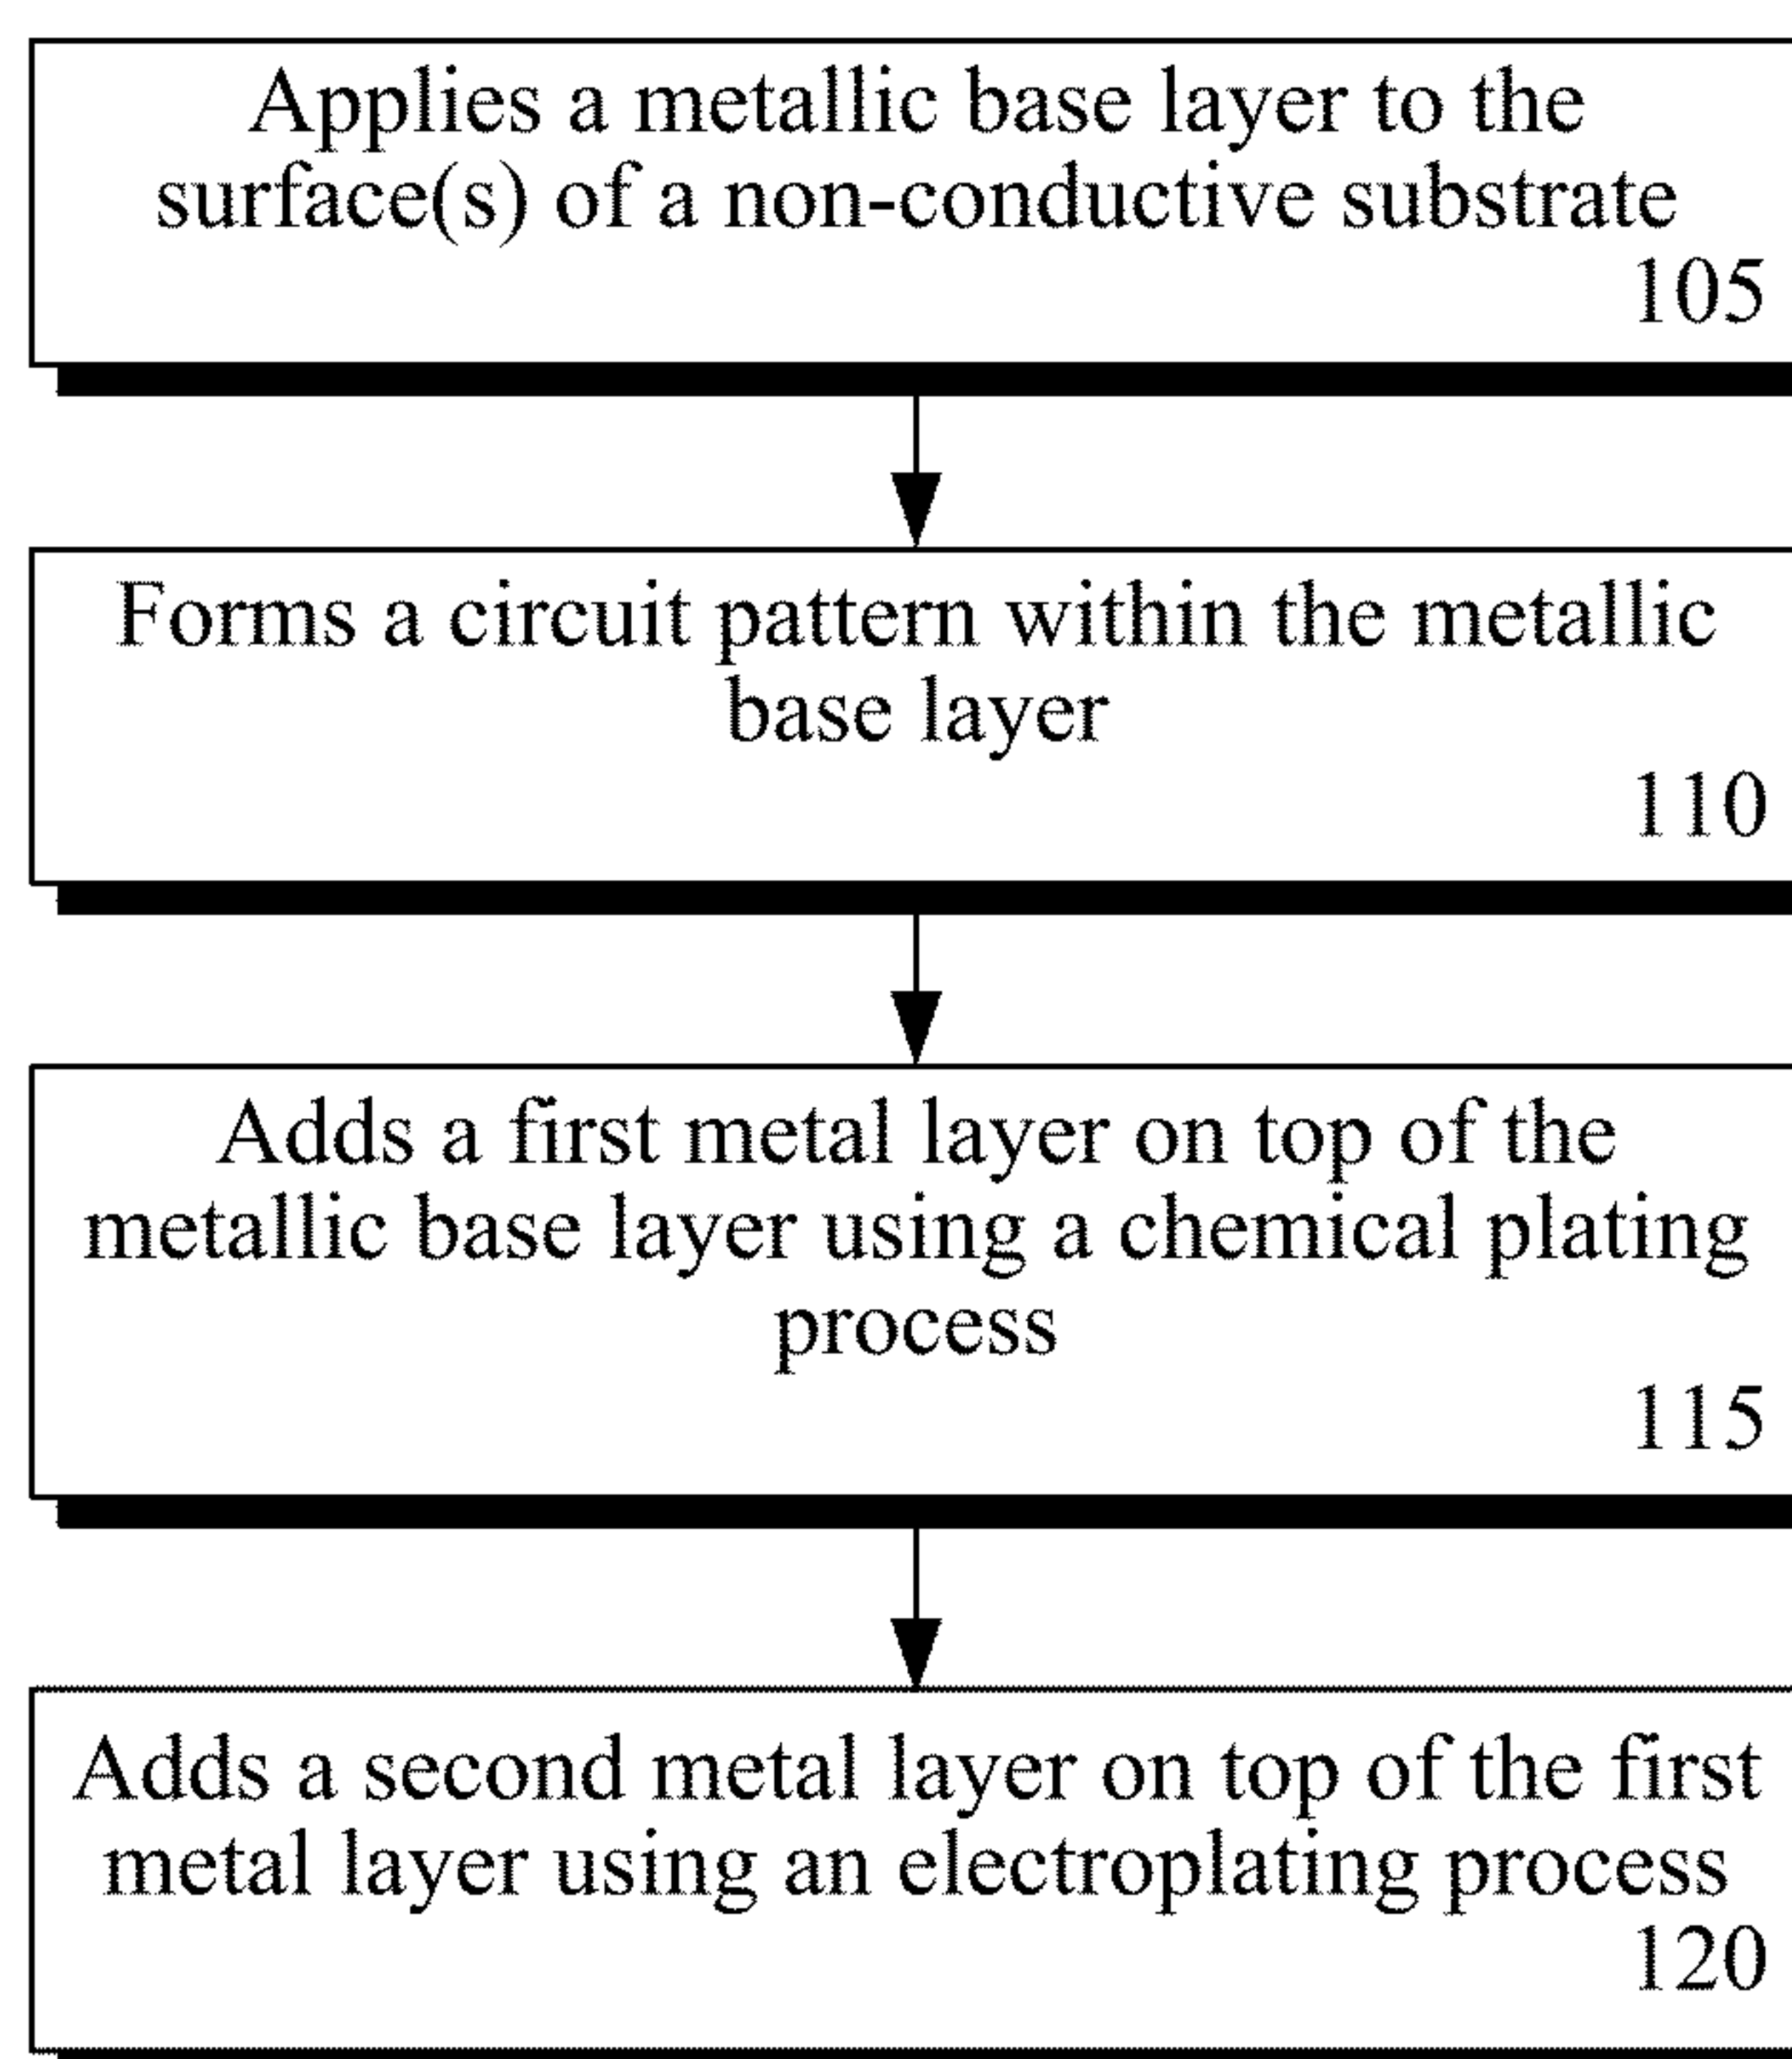 Applies a metallic base layer to the
surface(s) of a non-conductive substrate
105
Forms a circuit pattern within the metallic
base layer
110
Adds a first metal layer on top of the
metallic base layer using a chemical plating
process
115
Adds a second metal layer on top of the first
metal layer using an electroplating process
120